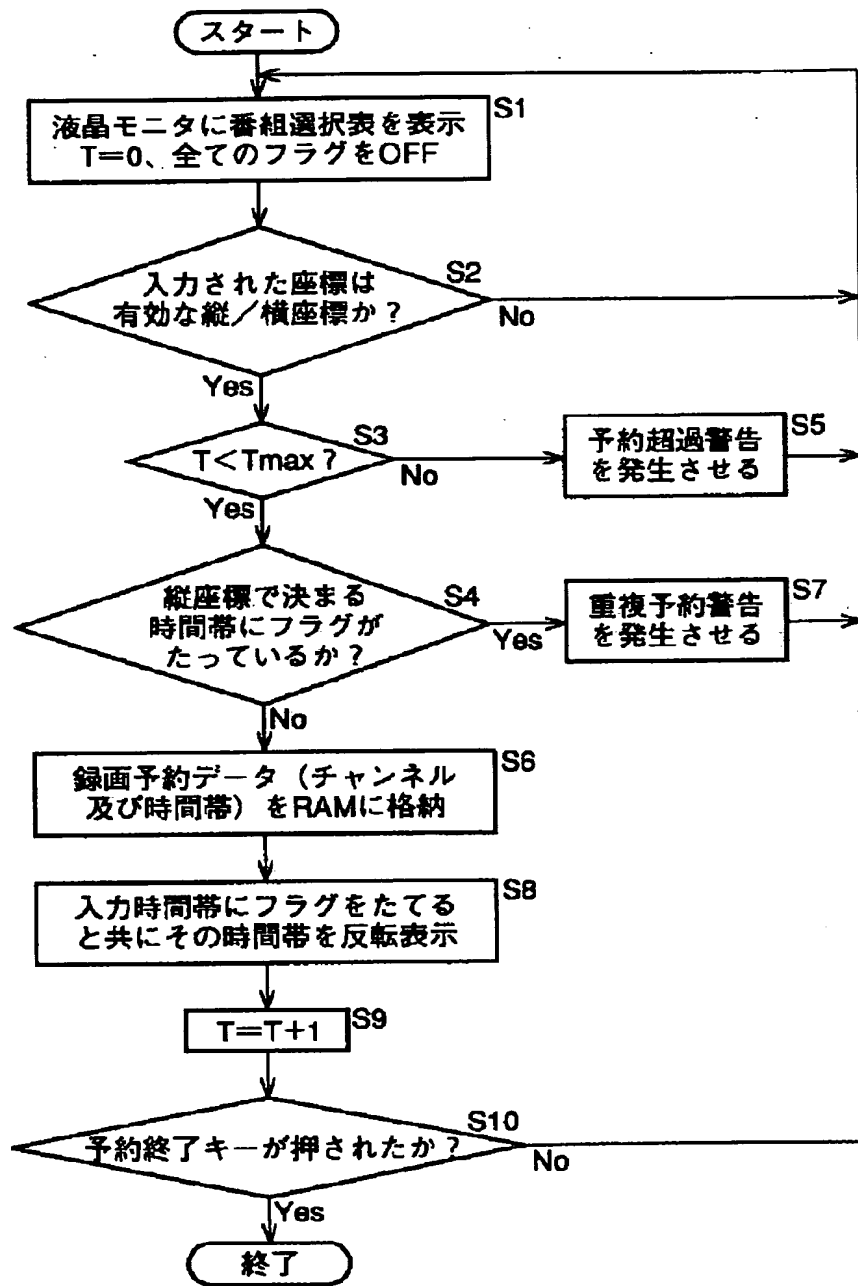 スタート
S1
液晶モニタに番組選択表を表示
T=0、全てのフラグをOFF
S2
入力された座標は
有効な縦/横座標か?
No
Yes
S3
T<Tmax?
No
S5
予約超過警告
を発生させる
Yes
S4
縦座標で決まる
時間帯にフラグが
たっているか?
Yes
S7
重複予約警告
を発生させる
No
S6
録画予約データ(チャンネル
及び時間帯)をRAMに格納
S8
入力時間帯にフラグをたてる
と共にその時間帯を反転表示
S9
T=T+1
S10
予約終了キーが押されたか?
No
Yes
終了